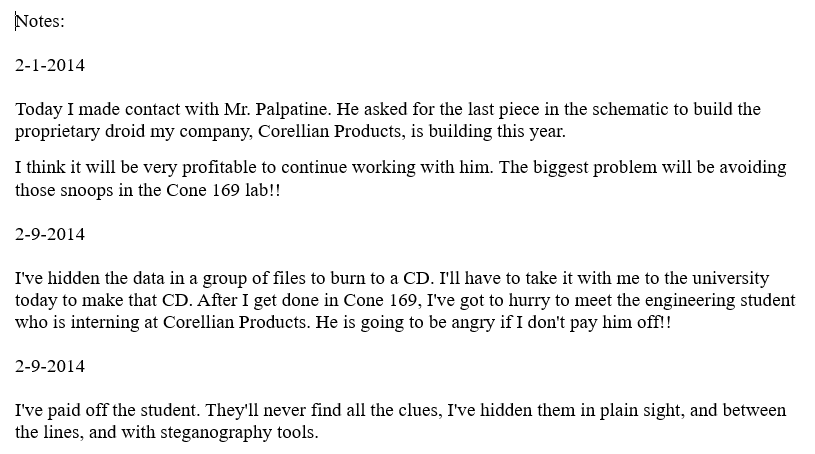 Notes:
2-1-2014
Today I made contact with Mr. Palpatine. He asked for the last piece in the schematic to build the
proprietary droid my company, Corellian Products, is building this year.
I think it will be very profitable to continue working with him. The biggest problem will be avoiding
those snoops in the Cone 169 lab!!
2-9-2014
I've hidden the data in a group of files to burn to a CD. I'll have to take it with me to the university
today to make that CD. After I get done in Cone 169, I've got to hurry to meet the engineering student
who is interning at Corellian Products. He is going to be angry if I don't pay him off!!
2-9-2014
I've paid off the student. They'll never find all the clues, I've hidden them in plain sight, and between
the lines, and with steganography tools.